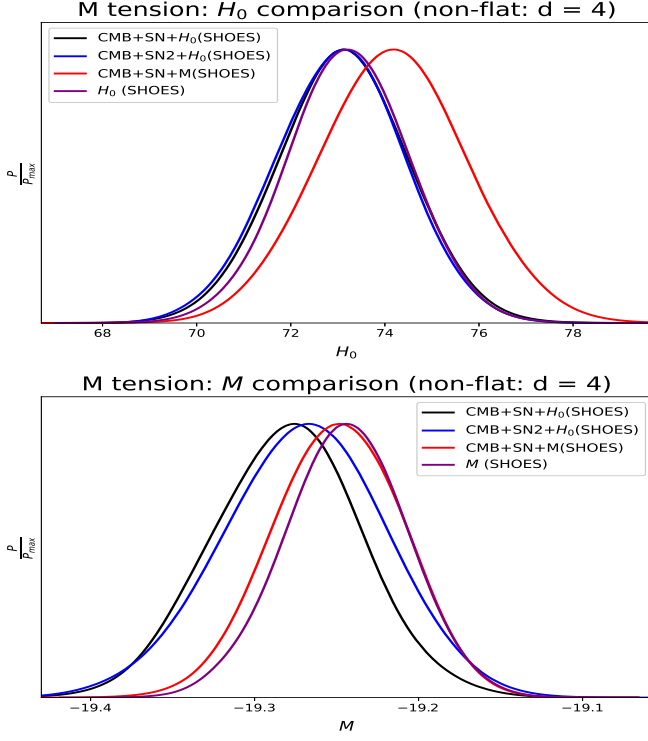 M tension: H₀ comparison (non-flat: d = 4)
CMB+SN+H₀(SHOES)
CMB+SN2+H₀(SHOES)
CMB+SN+M(SHOES)
H₀ (SHOES)
P
Pmax
68 70 72 74 76 78
H₀
M tension: M comparison (non-flat: d = 4)
CMB+SN+H₀(SHOES)
CMB+SN2+H₀(SHOES)
CMB+SN+M(SHOES)
M (SHOES)
P
Pmax
−19.4 −19.3 −19.2 −19.1
M